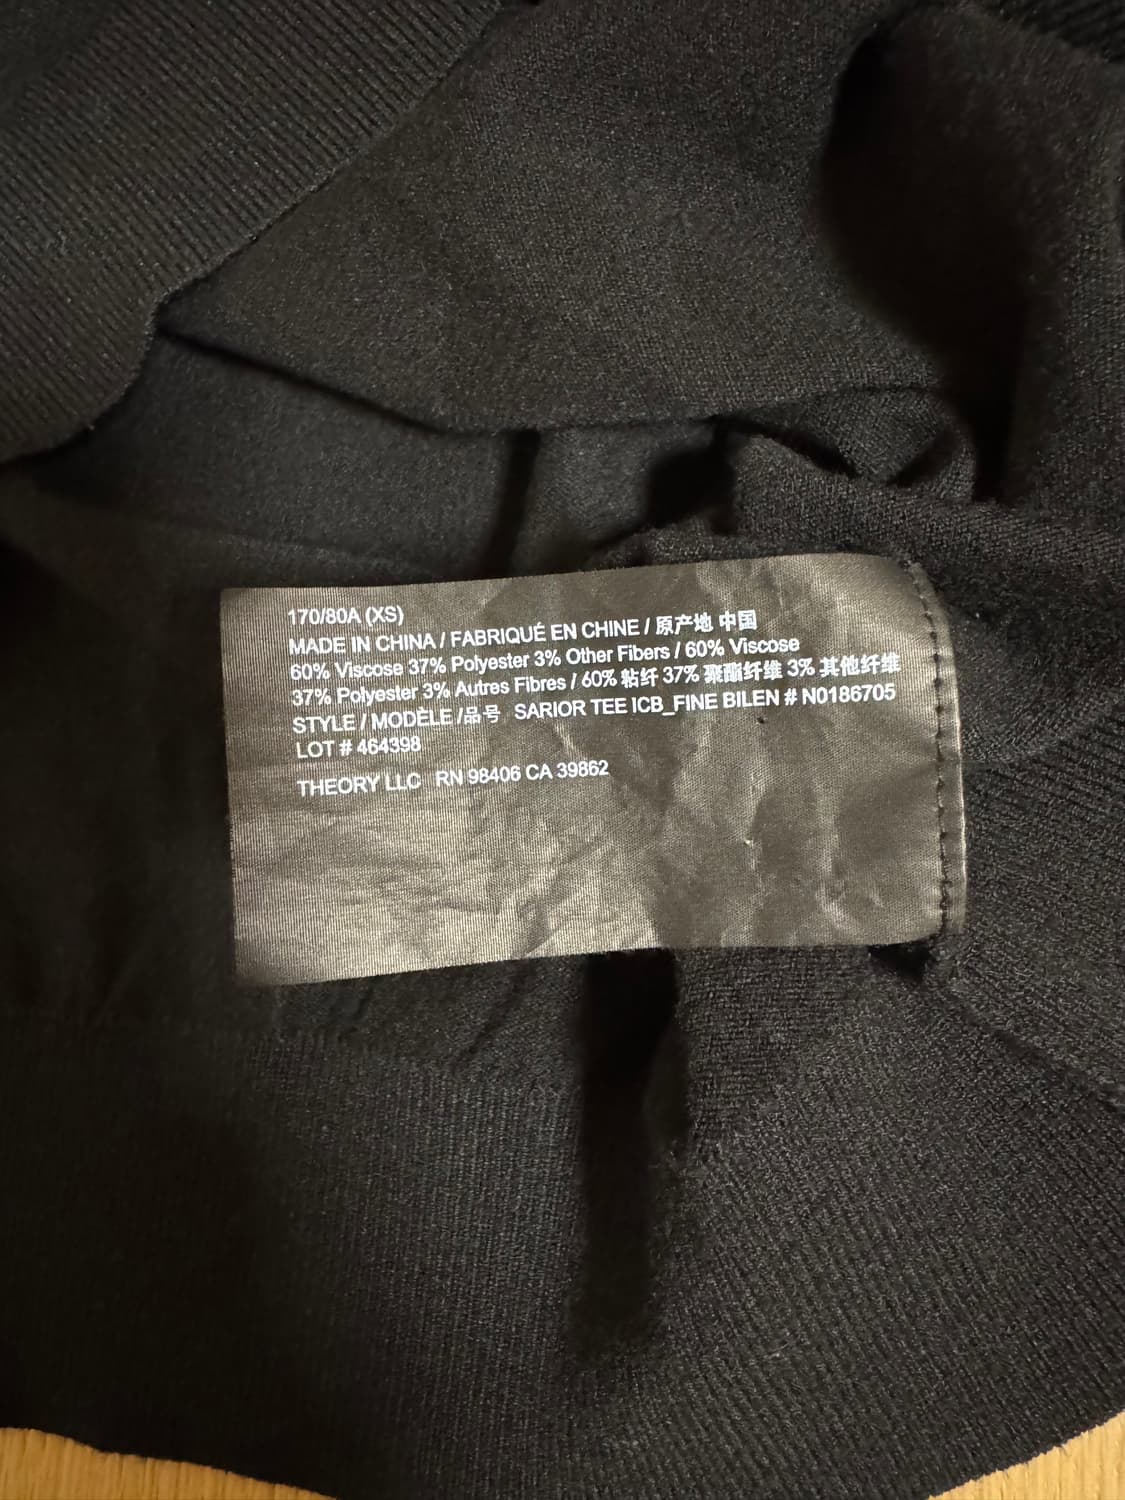 170/80A (XS)
MADE IN CHINA / FABRIQUÉ EN CHINE / 原产地 中国
60% Viscose 37% Polyester 3% Other Fibers / 60% Viscose
37% Polyester 3% Autres Fibres / 60% 粘纤 37% 聚酯纤维 3% 其他纤维
STYLE / MODÈLE /品号 SARIOR TEE ICB_FINE BILEN # N0186705
LOT # 464398
THEORY LLC RN 98406 CA 39862